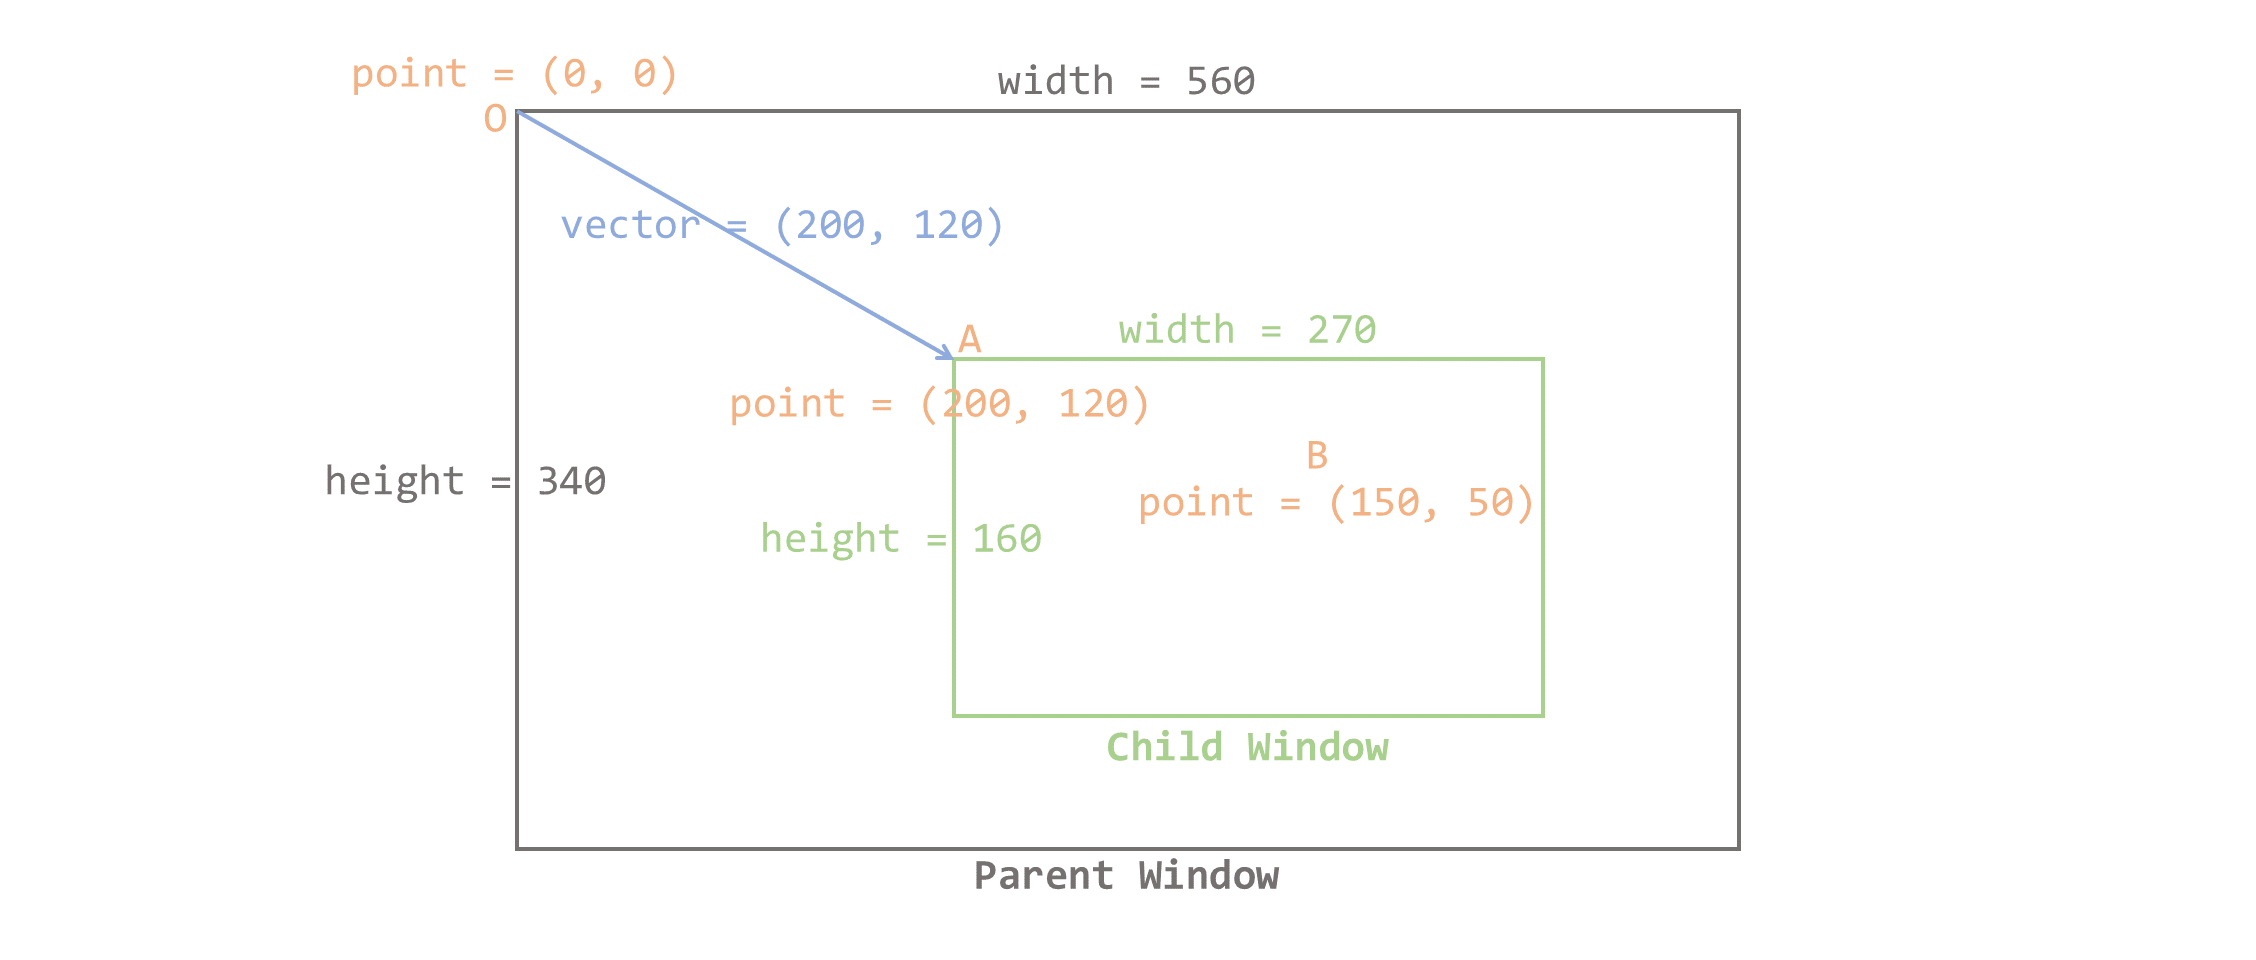 point = (0, 0)
width = 560
O
vector = (200, 120)
width = 270
A
point = (200, 120)
B
height = 340
point = (150, 50)
height = 160
Child Window
Parent Window